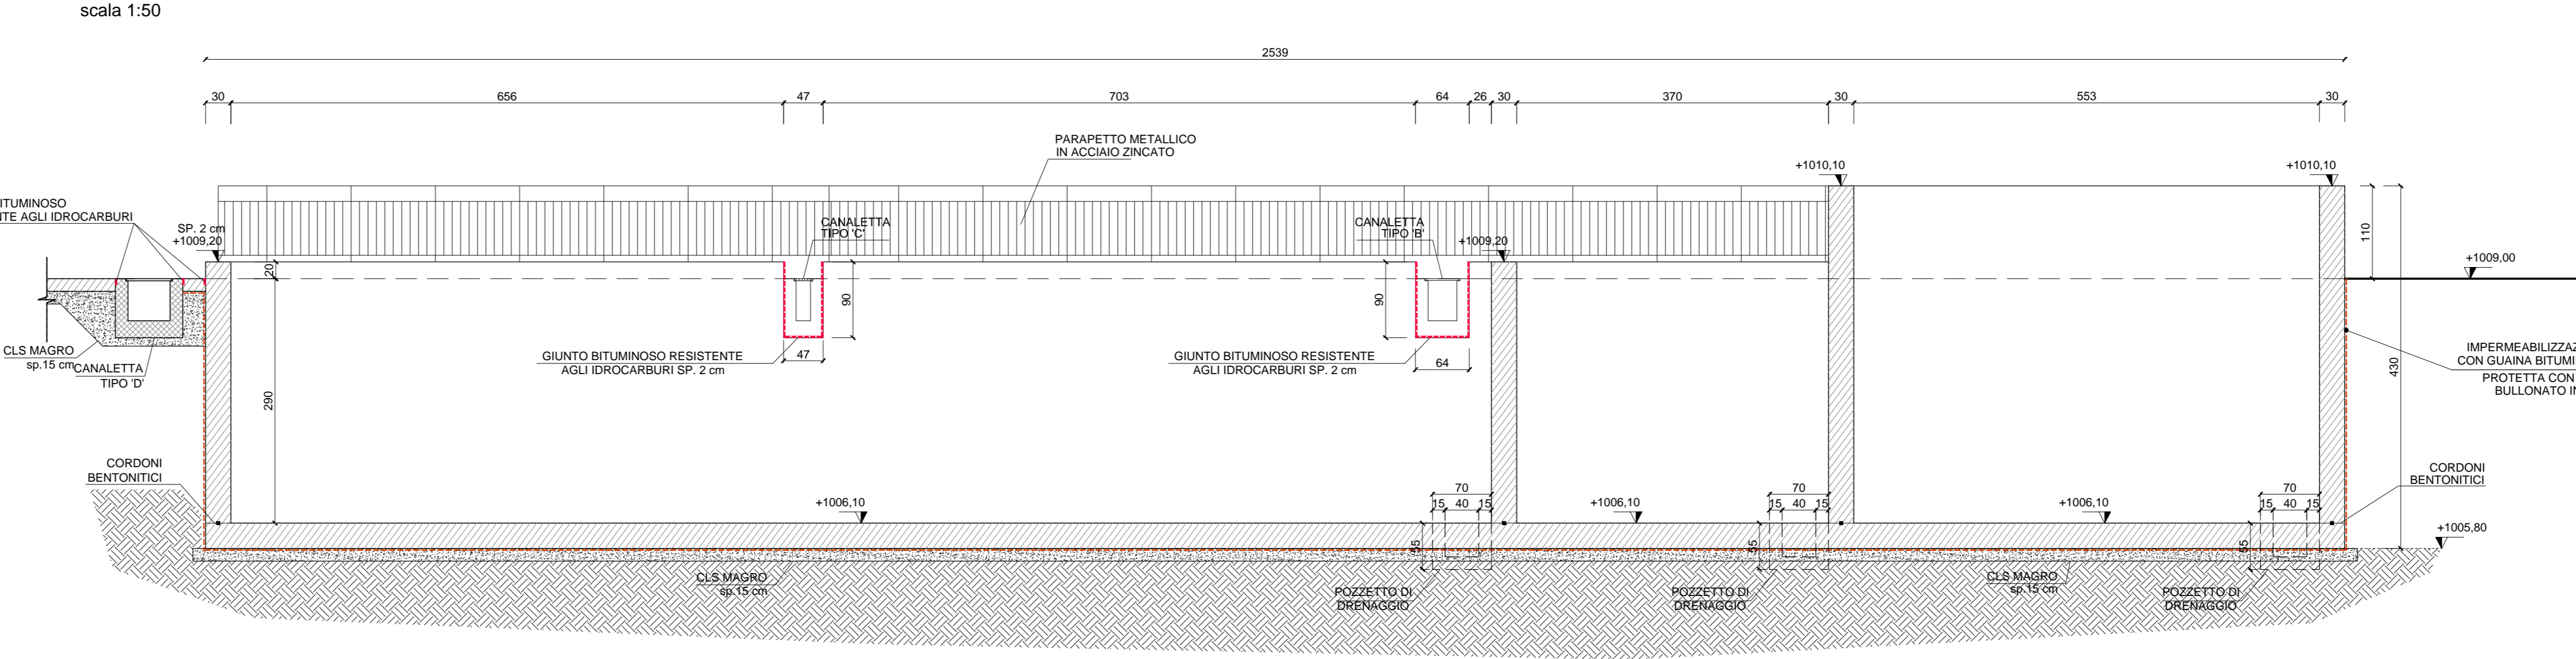 scala 1:50
2539
30
656
47
703
64
26
30
370
30
553
30
PARAPETTO METALLICO
IN ACCIAIO ZINCATO
+1010,10
+1010,10
ITUMINOSO
NTE AGLI IDROCARBURI
SP. 2 cm
+1009,20
CANALETTA
TIPO 'C'
CANALETTA
TIPO 'B'
+1009,20
110
+1009,00
20
90
90
CLS MAGRO
sp.15 cm
CANALETTA
TIPO 'D'
GIUNTO BITUMINOSO RESISTENTE
AGLI IDROCARBURI SP. 2 cm
47
GIUNTO BITUMINOSO RESISTENTE
AGLI IDROCARBURI SP. 2 cm
64
IMPERMEABILIZZAZ
CON GUAINA BITUMI
PROTETTA CON
BULLONATO IN
430
290
CORDONI
BENTONITICI
+1006,10
70
15 40 15
+1006,10
70
15 40 15
+1006,10
70
15 40 15
CORDONI
BENTONITICI
+1005,80
55
55
55
CLS MAGRO
sp.15 cm
POZZETTO DI
DRENAGGIO
POZZETTO DI
DRENAGGIO
CLS MAGRO
sp.15 cm
POZZETTO DI
DRENAGGIO